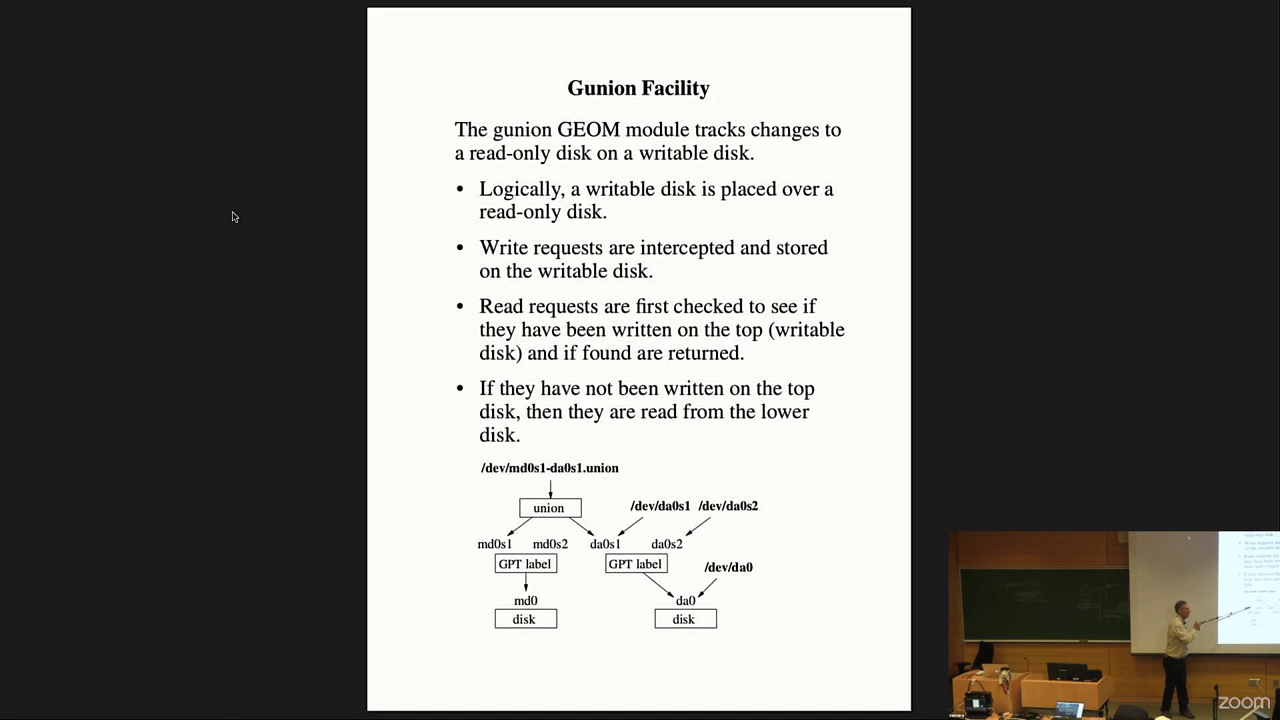 Gunion Facility
The gunion GEOM module tracks changes to
a read-only disk on a writable disk.
• Logically, a writable disk is placed over a
read-only disk.
• Write requests are intercepted and stored
on the writable disk.
• Read requests are first checked to see if
they have been written on the top (writable
disk) and if found are returned.
• If they have not been written on the top
disk, then they are read from the lower
disk.
/dev/md0s1-da0s1.union
union
/dev/da0s1 /dev/da0s2
md0s1 md0s2 da0s1 da0s2
GPT label GPT label
/dev/da0
md0 da0
disk disk
zoom